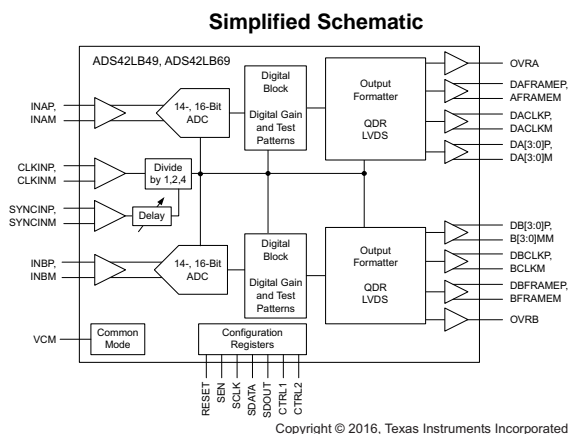 Simplified Schematic
ADS42LB49, ADS42LB69
INAP,
INAM
14-, 16-Bit
ADC
Digital
Block
Digital Gain
and Test
Patterns
Output
Formatter
QDR
LVDS
OVRA
DAFRAMEP,
AFRAMEM
DACLKP,
DACLKM
DA[3:0]P,
DA[3:0]M
CLKINP,
CLKINM
Divide
by 1,2,4
SYNCINP,
SYNCINM
Delay
INBP,
INBM
14-, 16-Bit
ADC
Digital
Block
Digital Gain
and Test
Patterns
Output
Formatter
QDR
LVDS
DB[3:0]P,
B[3:0]MM
DBCLKP,
BCLKM
DBFRAMEP,
BFRAMEM
OVRB
VCM
Common
Mode
Configuration
Registers
RESET
SEN
SCLK
SDATA
SDOUT
CTRL1
CTRL2
Copyright © 2016, Texas Instruments Incorporated